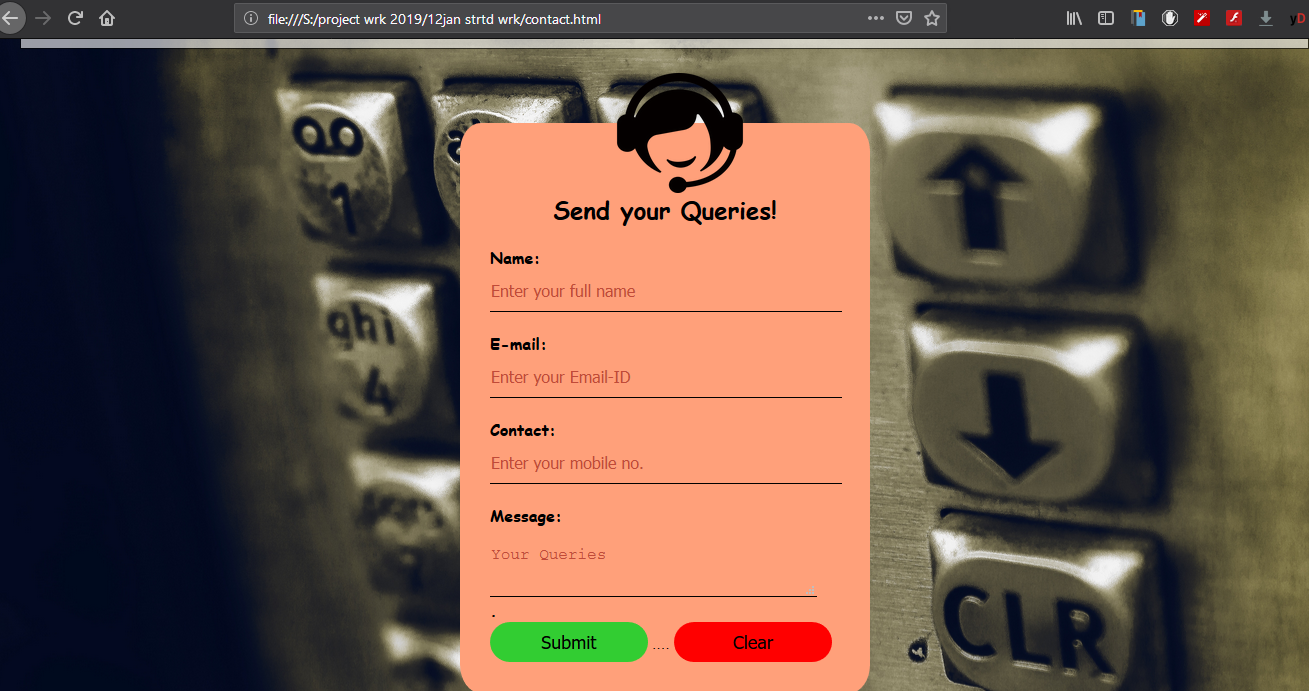 file:///S:/project wrk 2019/12jan strtd wrk/contact.html
yD
1
Send your Queries!
Name:
Enter your full name
E-mail:
Enter your Email-ID
ghi
4
Contact:
Enter your mobile no.
Message:
Your Queries
.
Submit .... Clear
CLR